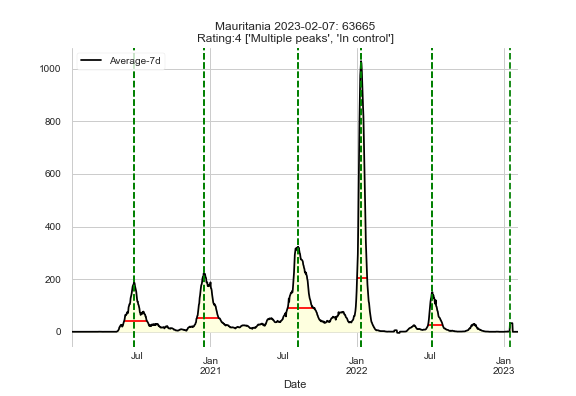 Mauritania 2023-02-07: 63665
Rating:4 ['Multiple peaks', 'In control']
Average-7d
1000
800
600
400
200
0
Jul
Jan
2021
Jul
Jan
2022
Jul
Jan
2023
Date